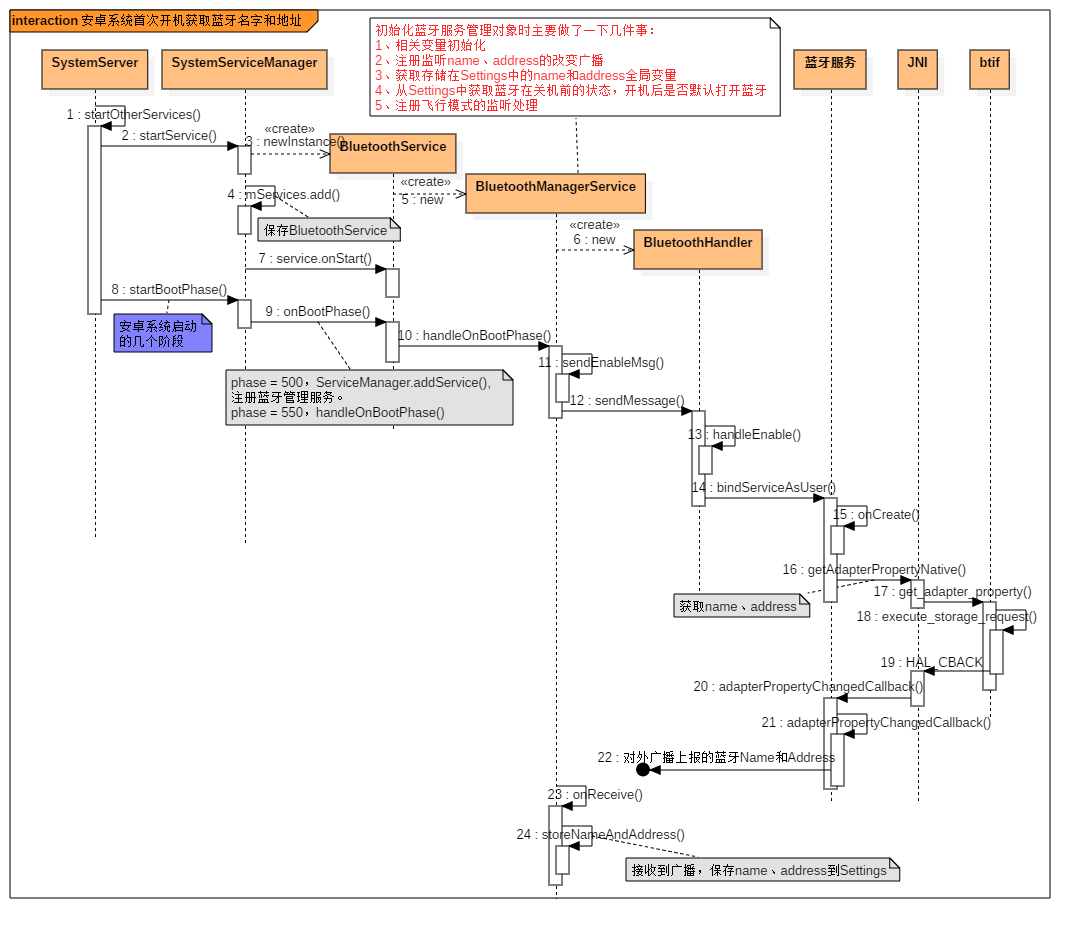 interaction 安卓系统首次开机获取蓝牙名字和地址
初始化蓝牙服务管理对象时主要做了一下几件事：
1、相关变量初始化
2、注册监听name、address的改变广播
3、获取存储在Settings中的name和address全局变量
4、从Settings中获取蓝牙在关机前的状态，开机后是否默认打开蓝牙
5、注册飞行模式的监听处理
SystemServer
SystemServiceManager
蓝牙服务
JNI
btif
1 : startOtherServices()
2 : startService()
«create»
3 : newInstance()
BluetoothService
«create»
5 : new
BluetoothManagerService
4 : mServices.add()
保存BluetoothService
«create»
6 : new
BluetoothHandler
7 : service.onStart()
8 : startBootPhase()
安卓系统启动
的几个阶段
9 : onBootPhase()
10 : handleOnBootPhase()
phase = 500，ServiceManager.addService(),
注册蓝牙管理服务。
phase = 550，handleOnBootPhase()
11 : sendEnableMsg()
12 : sendMessage()
13 : handleEnable()
14 : bindServiceAsUser()
15 : onCreate()
16 : getAdapterPropertyNative()
获取name、address
17 : get_adapter_property()
18 : execute_storage_request()
19 : HAL_CBACK
20 : adapterPropertyChangedCallback()
21 : adapterPropertyChangedCallback()
22 : 对外广播上报的蓝牙Name和Address
23 : onReceive()
24 : storeNameAndAddress()
接收到广播，保存name、address到Settings